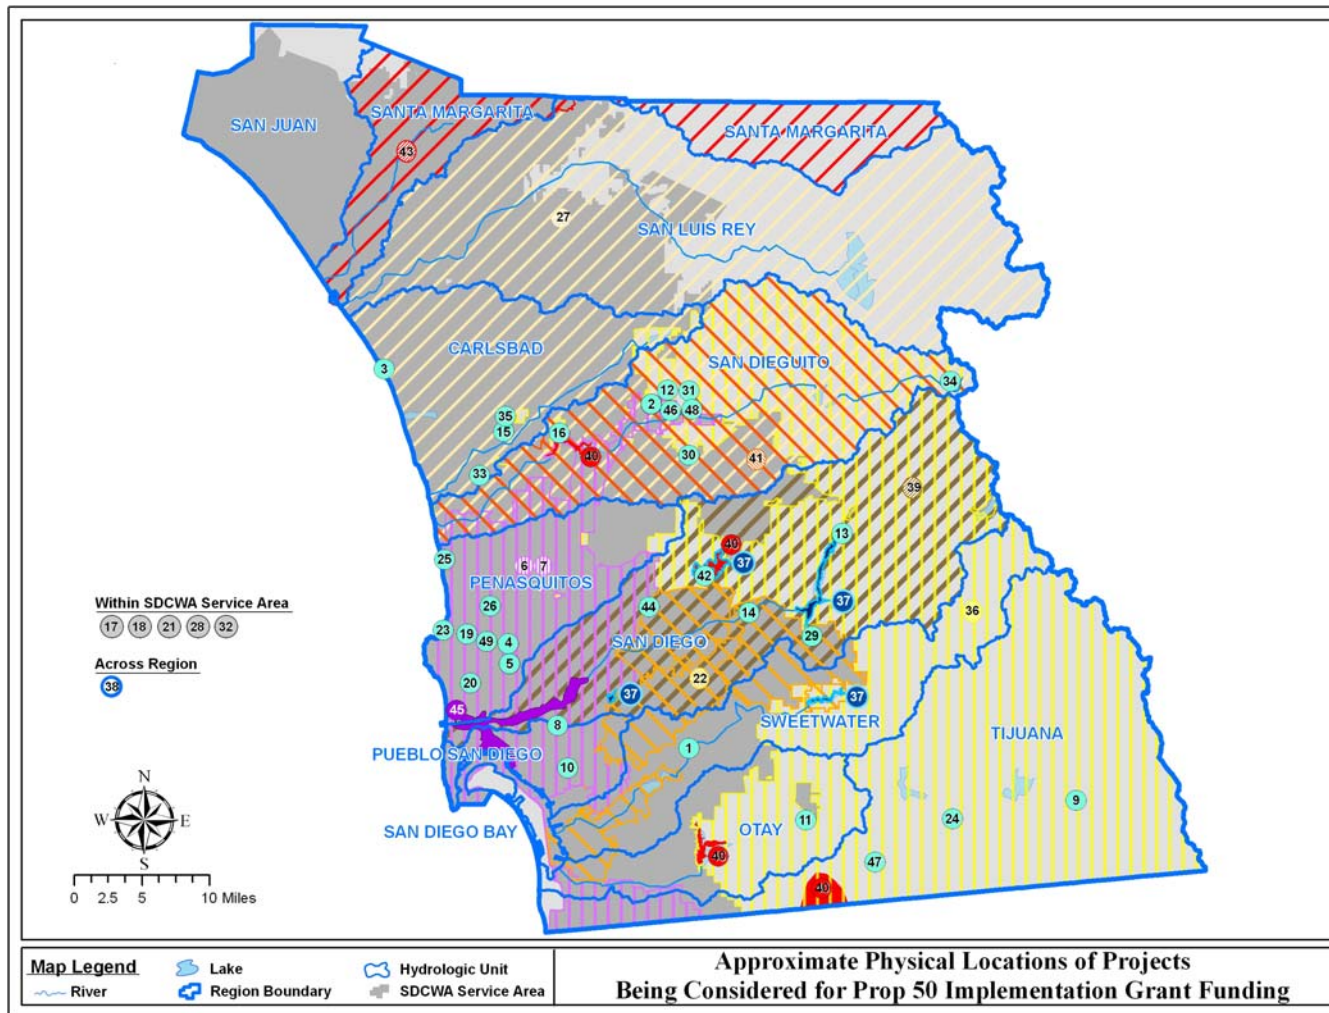 SAN JUAN
SANTA MARGARITA
SANTA MARGARITA
43
27
SAN LUIS REY
CARLSBAD
SAN DIEGUITO
3
12
31
34
2
46
48
35
15
16
40
30
41
33
39
13
40
37
25
6
7
42
PENASQUITOS
26
44
14
37
36
23
19
49
4
SAN DIEGO
29
5
20
22
37
37
45
8
SWEETWATER
TIJUANA
PUEBLO SAN DIEGO
1
10
9
SAN DIEGO BAY
OTAY
11
24
40
47
40
Within SDCWA Service Area
17 18 21 28 32
Across Region
38
N
W E
S
0 2.5 5 10 Miles
Map Legend
River
Lake
Region Boundary
Hydrologic Unit
SDCWA Service Area
Approximate Physical Locations of Projects
Being Considered for Prop 50 Implementation Grant Funding